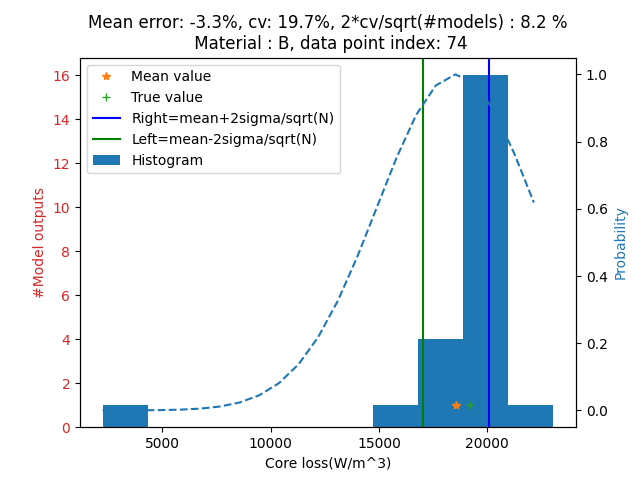 Mean error: -3.3%, cv: 19.7%, 2*cv/sqrt(#models) : 8.2 %
Material : B, data point index: 74
Mean value
True value
Right=mean+2sigma/sqrt(N)
Left=mean-2sigma/sqrt(N)
Histogram
#Model outputs
16
14
12
10
8
6
4
2
0
1.0
0.8
0.6
0.4
0.2
0.0
Probability
5000 10000 15000 20000
Core loss(W/m^3)